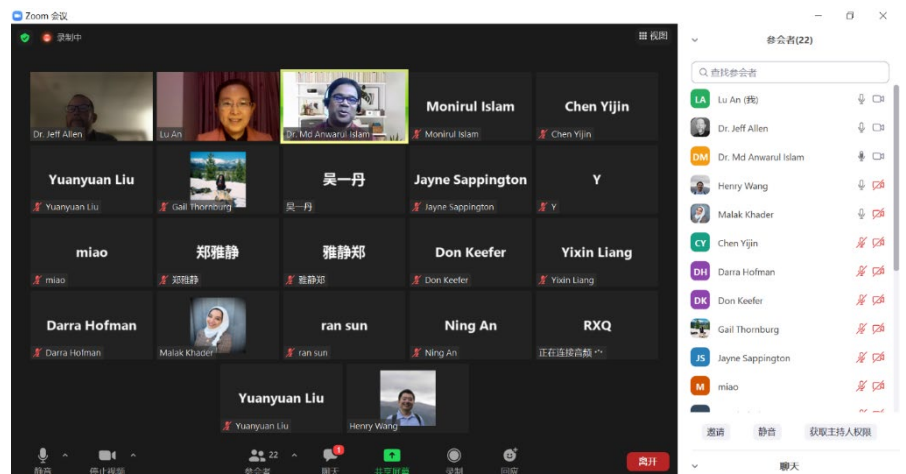 Zoom 会议
录制中
视图
Dr. Jeff Allen
Lu An
Dr. Md Anwarul Islam
Monirul Islam
Monirul Islam
Chen Yijin
Chen Yijin
Yuanyuan Liu
Yuanyuan Liu
Gail Thornburg
吴一丹
吴一丹
Jayne Sappington
Jayne Sappington
Y
Y
miao
miao
郑雅静
郑雅静
雅静郑
雅静郑
Don Keefer
Don Keefer
Yixin Liang
Yixin Liang
Darra Hofman
Darra Hofman
Malak Khader
ran sun
ran sun
Ning An
Ning An
RXQ
正在连接音频
Yuanyuan Liu
Yuanyuan Liu
Henry Wang
静音
停止视频
22
参会者
1
聊天
共享屏幕
录制
回应
离开
参会者(22)
查找参会者
LA Lu An (我)
Dr. Jeff Allen
DM Dr. Md Anwarul Islam
Henry Wang
Malak Khader
CY Chen Yijin
DH Darra Hofman
DK Don Keefer
Gail Thornburg
JS Jayne Sappington
M miao
邀请 静音 获取主持人权限
聊天